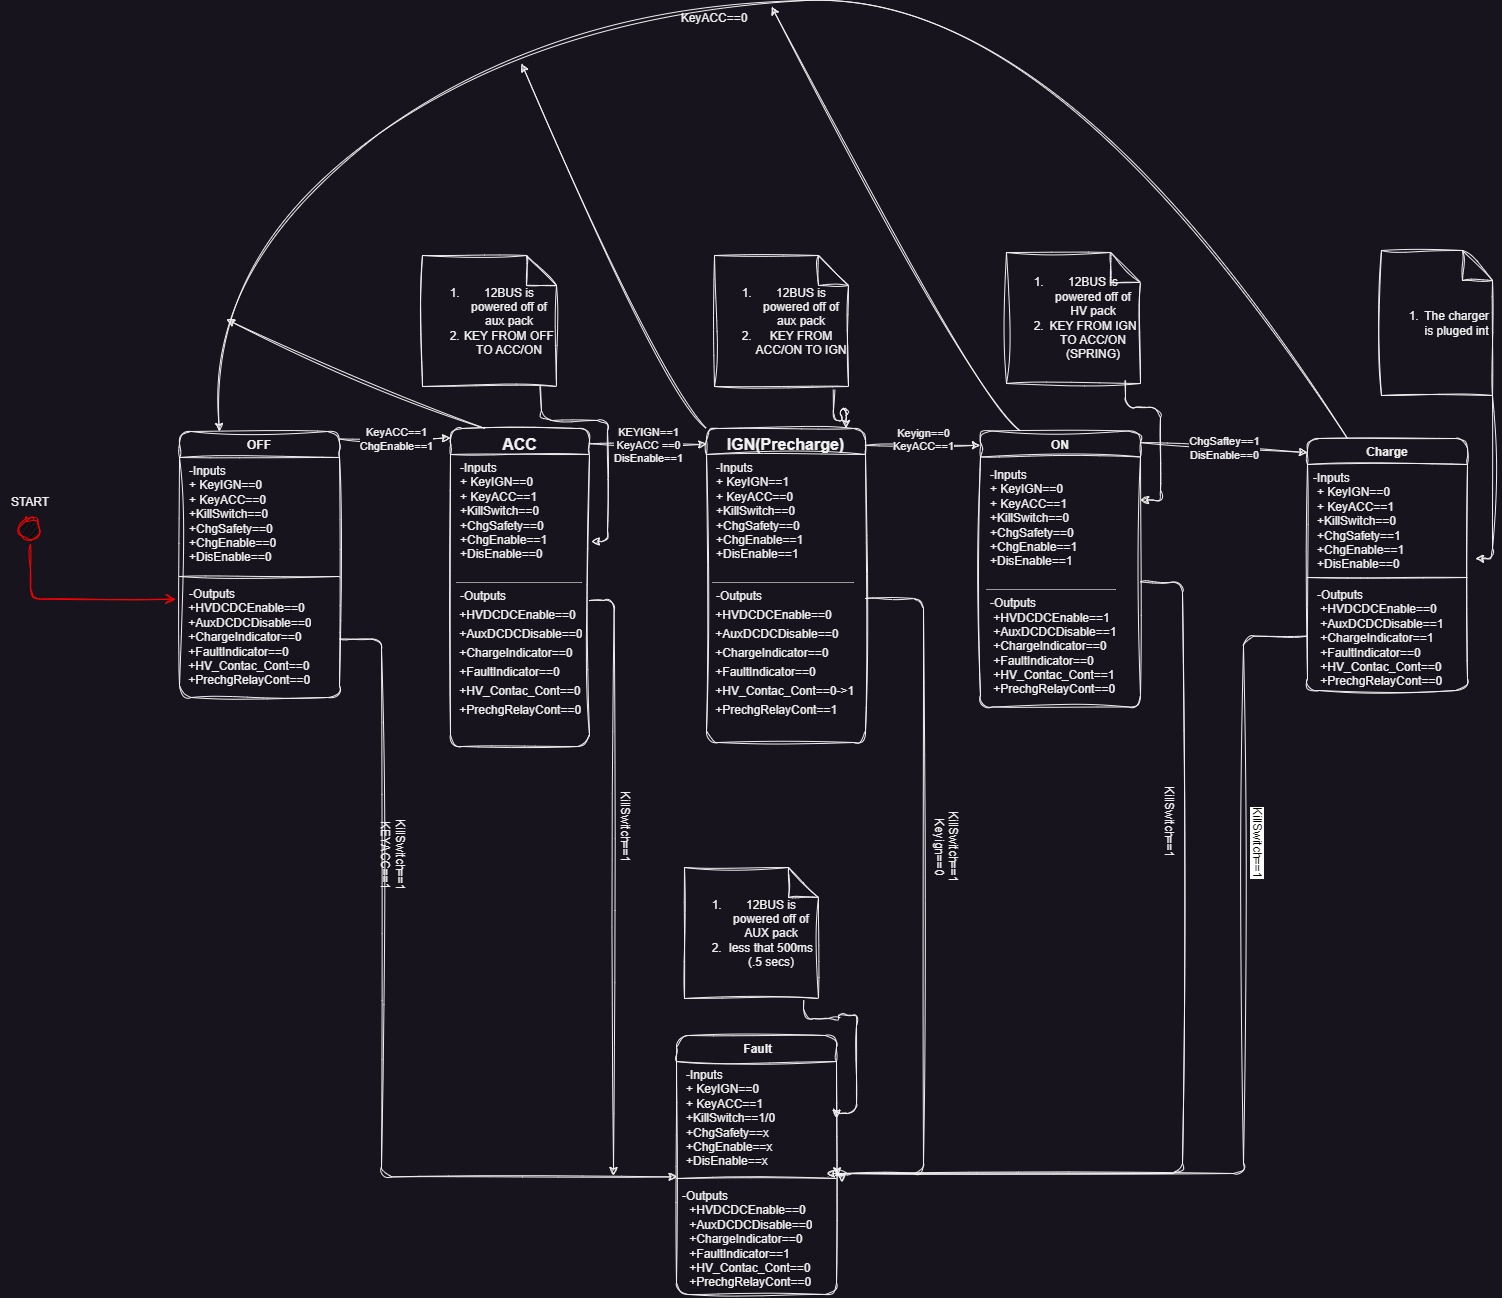 KeyACC==0
1. 12BUS is
powered off of
aux pack
2. KEY FROM OFF
TO ACC/ON
1. 12BUS is
powered off of
aux pack
2. KEY FROM
ACC/ON TO IGN
1. 12BUS is
powered off of
HV pack
2. KEY FROM IGN
TO ACC/ON
(SPRING)
1. The charger
is pluged int
START
OFF
-Inputs
+ KeyIGN==0
+ KeyACC==0
+KillSwitch==0
+ChgSafety==0
+ChgEnable==0
+DisEnable==0
-Outputs
+HVDCDCEnable==0
+AuxDCDCDisable==0
+ChargeIndicator==0
+FaultIndicator==0
+HV_Contac_Cont==0
+PrechgRelayCont==0
KeyACC==1
ChgEnable==1
ACC
-Inputs
+ KeyIGN==0
+ KeyACC==1
+KillSwitch==0
+ChgSafety==0
+ChgEnable==1
+DisEnable==0
-Outputs
+HVDCDCEnable==0
+AuxDCDCDisable==0
+ChargeIndicator==0
+FaultIndicator==0
+HV_Contac_Cont==0
+PrechgRelayCont==0
KEYIGN==1
KeyACC ==0
DisEnable==1
IGN(Precharge)
-Inputs
+ KeyIGN==1
+ KeyACC==0
+KillSwitch==0
+ChgSafety==0
+ChgEnable==1
+DisEnable==1
-Outputs
+HVDCDCEnable==0
+AuxDCDCDisable==0
+ChargeIndicator==0
+FaultIndicator==0
+HV_Contac_Cont==0->1
+PrechgRelayCont==1
Keyign==0
KeyACC==1
ON
-Inputs
+ KeyIGN==0
+ KeyACC==1
+KillSwitch==0
+ChgSafety==0
+ChgEnable==1
+DisEnable==1
-Outputs
+HVDCDCEnable==1
+AuxDCDCDisable==1
+ChargeIndicator==0
+FaultIndicator==0
+HV_Contac_Cont==1
+PrechgRelayCont==0
ChgSaftey==1
DisEnable==0
Charge
-Inputs
+ KeyIGN==0
+ KeyACC==1
+KillSwitch==0
+ChgSafety==1
+ChgEnable==1
+DisEnable==0
-Outputs
+HVDCDCEnable==0
+AuxDCDCDisable==1
+ChargeIndicator==1
+FaultIndicator==0
+HV_Contac_Cont==0
+PrechgRelayCont==0
KillSwitch==1
KEYACC==1
KillSwitch==1
KillSwitch==1
Keyign==0
KillSwitch==1
KillSwitch==1
1. 12BUS is
powered off of
AUX pack
2. less that 500ms
(.5 secs)
Fault
-Inputs
+ KeyIGN==0
+ KeyACC==1
+KillSwitch==1/0
+ChgSafety==x
+ChgEnable==x
+DisEnable==x
-Outputs
+HVDCDCEnable==0
+AuxDCDCDisable==0
+ChargeIndicator==0
+FaultIndicator==1
+HV_Contac_Cont==0
+PrechgRelayCont==0